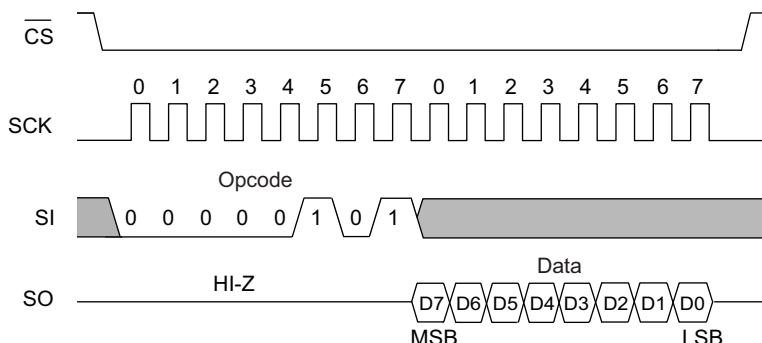 CS
0 1 2 3 4 5 6 7 0 1 2 3 4 5 6 7
SCK
Opcode
SI 0 0 0 0 0 1 0 1
Data
HI-Z
SO D7 D6 D5 D4 D3 D2 D1 D0
MSB LSB